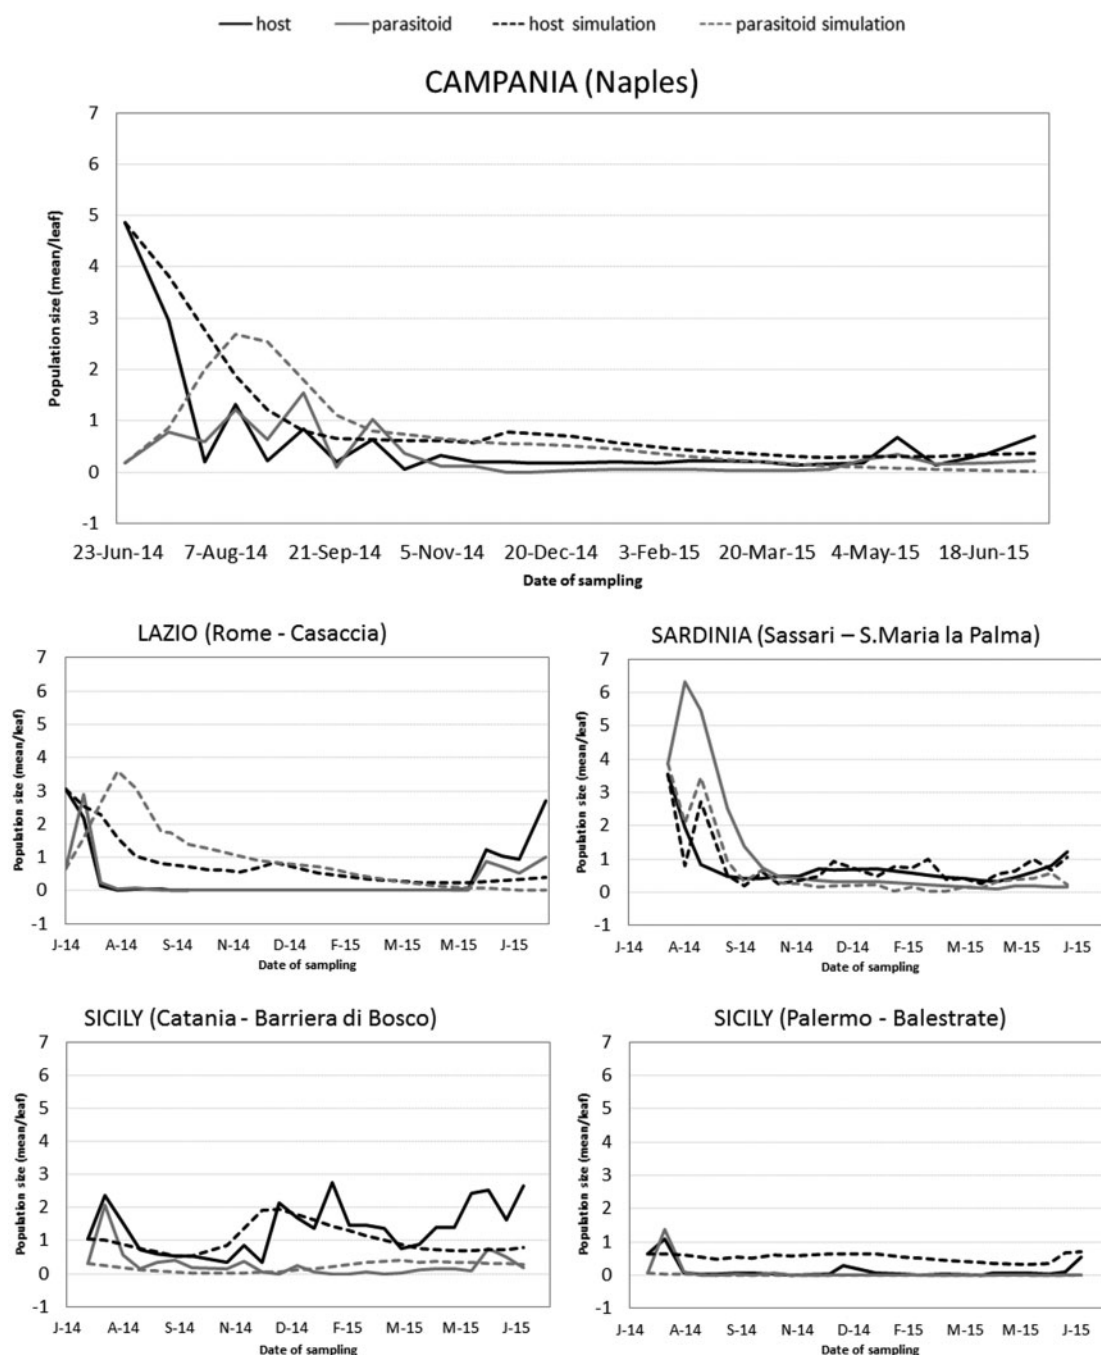 host parasitoid host simulation parasitoid simulation
CAMPANIA (Naples)
7
6
5
4
3
2
1
0
-1
Population size (mean/leaf)
23-Jun-14 7-Aug-14 21-Sep-14 5-Nov-14 20-Dec-14 3-Feb-15 20-Mar-15 4-May-15 18-Jun-15
Date of sampling
LAZIO (Rome - Casaccia)
7
6
5
4
3
2
1
0
-1
Population size (mean/leaf)
J-14 A-14 S-14 N-14 D-14 F-15 M-15 M-15 J-15
Date of sampling
SARDINIA (Sassari – S.Maria la Palma)
7
6
5
4
3
2
1
0
-1
Population size (mean/leaf)
J-14 A-14 S-14 N-14 D-14 F-15 M-15 M-15 J-15
Date of sampling
SICILY (Catania - Barriera di Bosco)
7
6
5
4
3
2
1
0
-1
Population size (mean/leaf)
J-14 A-14 S-14 N-14 D-14 F-15 M-15 M-15 J-15
Date of sampling
SICILY (Palermo - Balestrate)
7
6
5
4
3
2
1
0
-1
Population size (mean/leaf)
J-14 A-14 S-14 N-14 D-14 F-15 M-15 M-15 J-15
Date of sampling